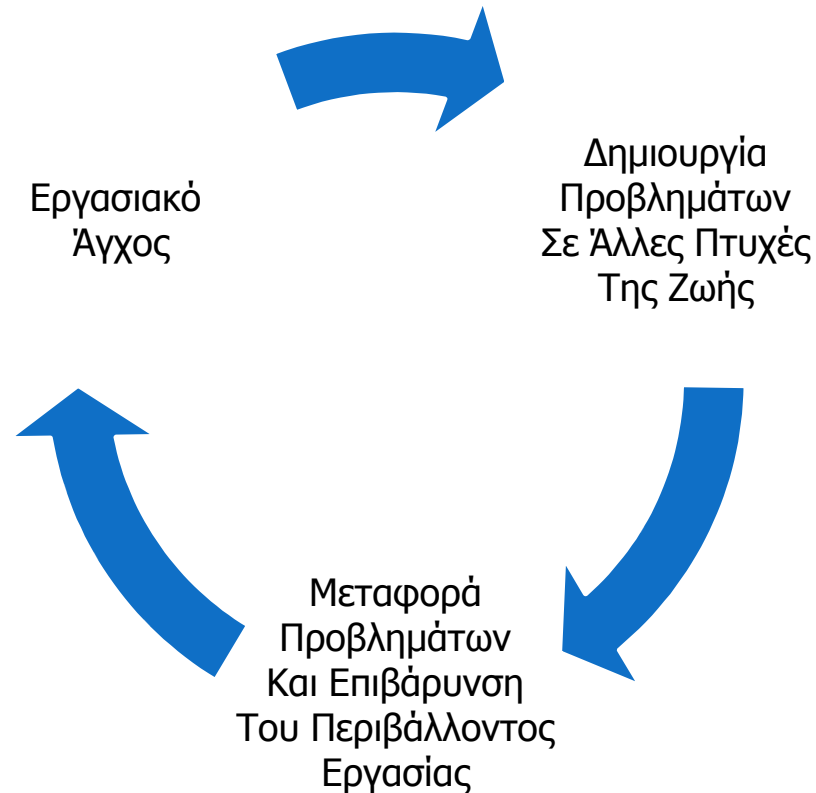 Εργασιακό
Άγχος
Δημιουργία
Προβλημάτων
Σε Άλλες Πτυχές
Της Ζωής
Μεταφορά
Προβλημάτων
Και Επιβάρυνση
Του Περιβάλλοντος
Εργασίας